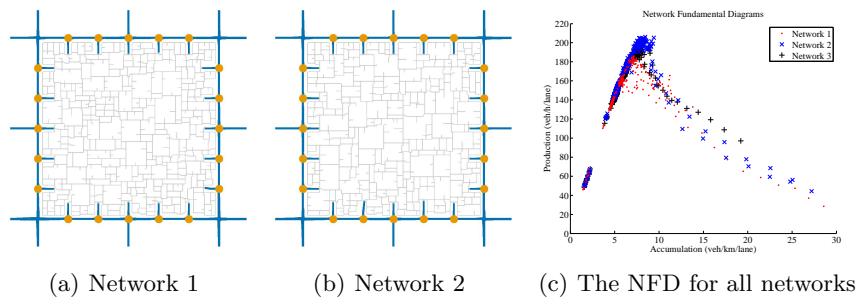 Network Fundamental Diagrams
Production (veh/h/lane)
220
200
180
160
140
120
100
80
60
40
20
0
Network 1
Network 2
Network 3
0 5 10 15 20 25 30
Accumulation (veh/km/lane)
(a) Network 1 (b) Network 2 (c) The NFD for all networks